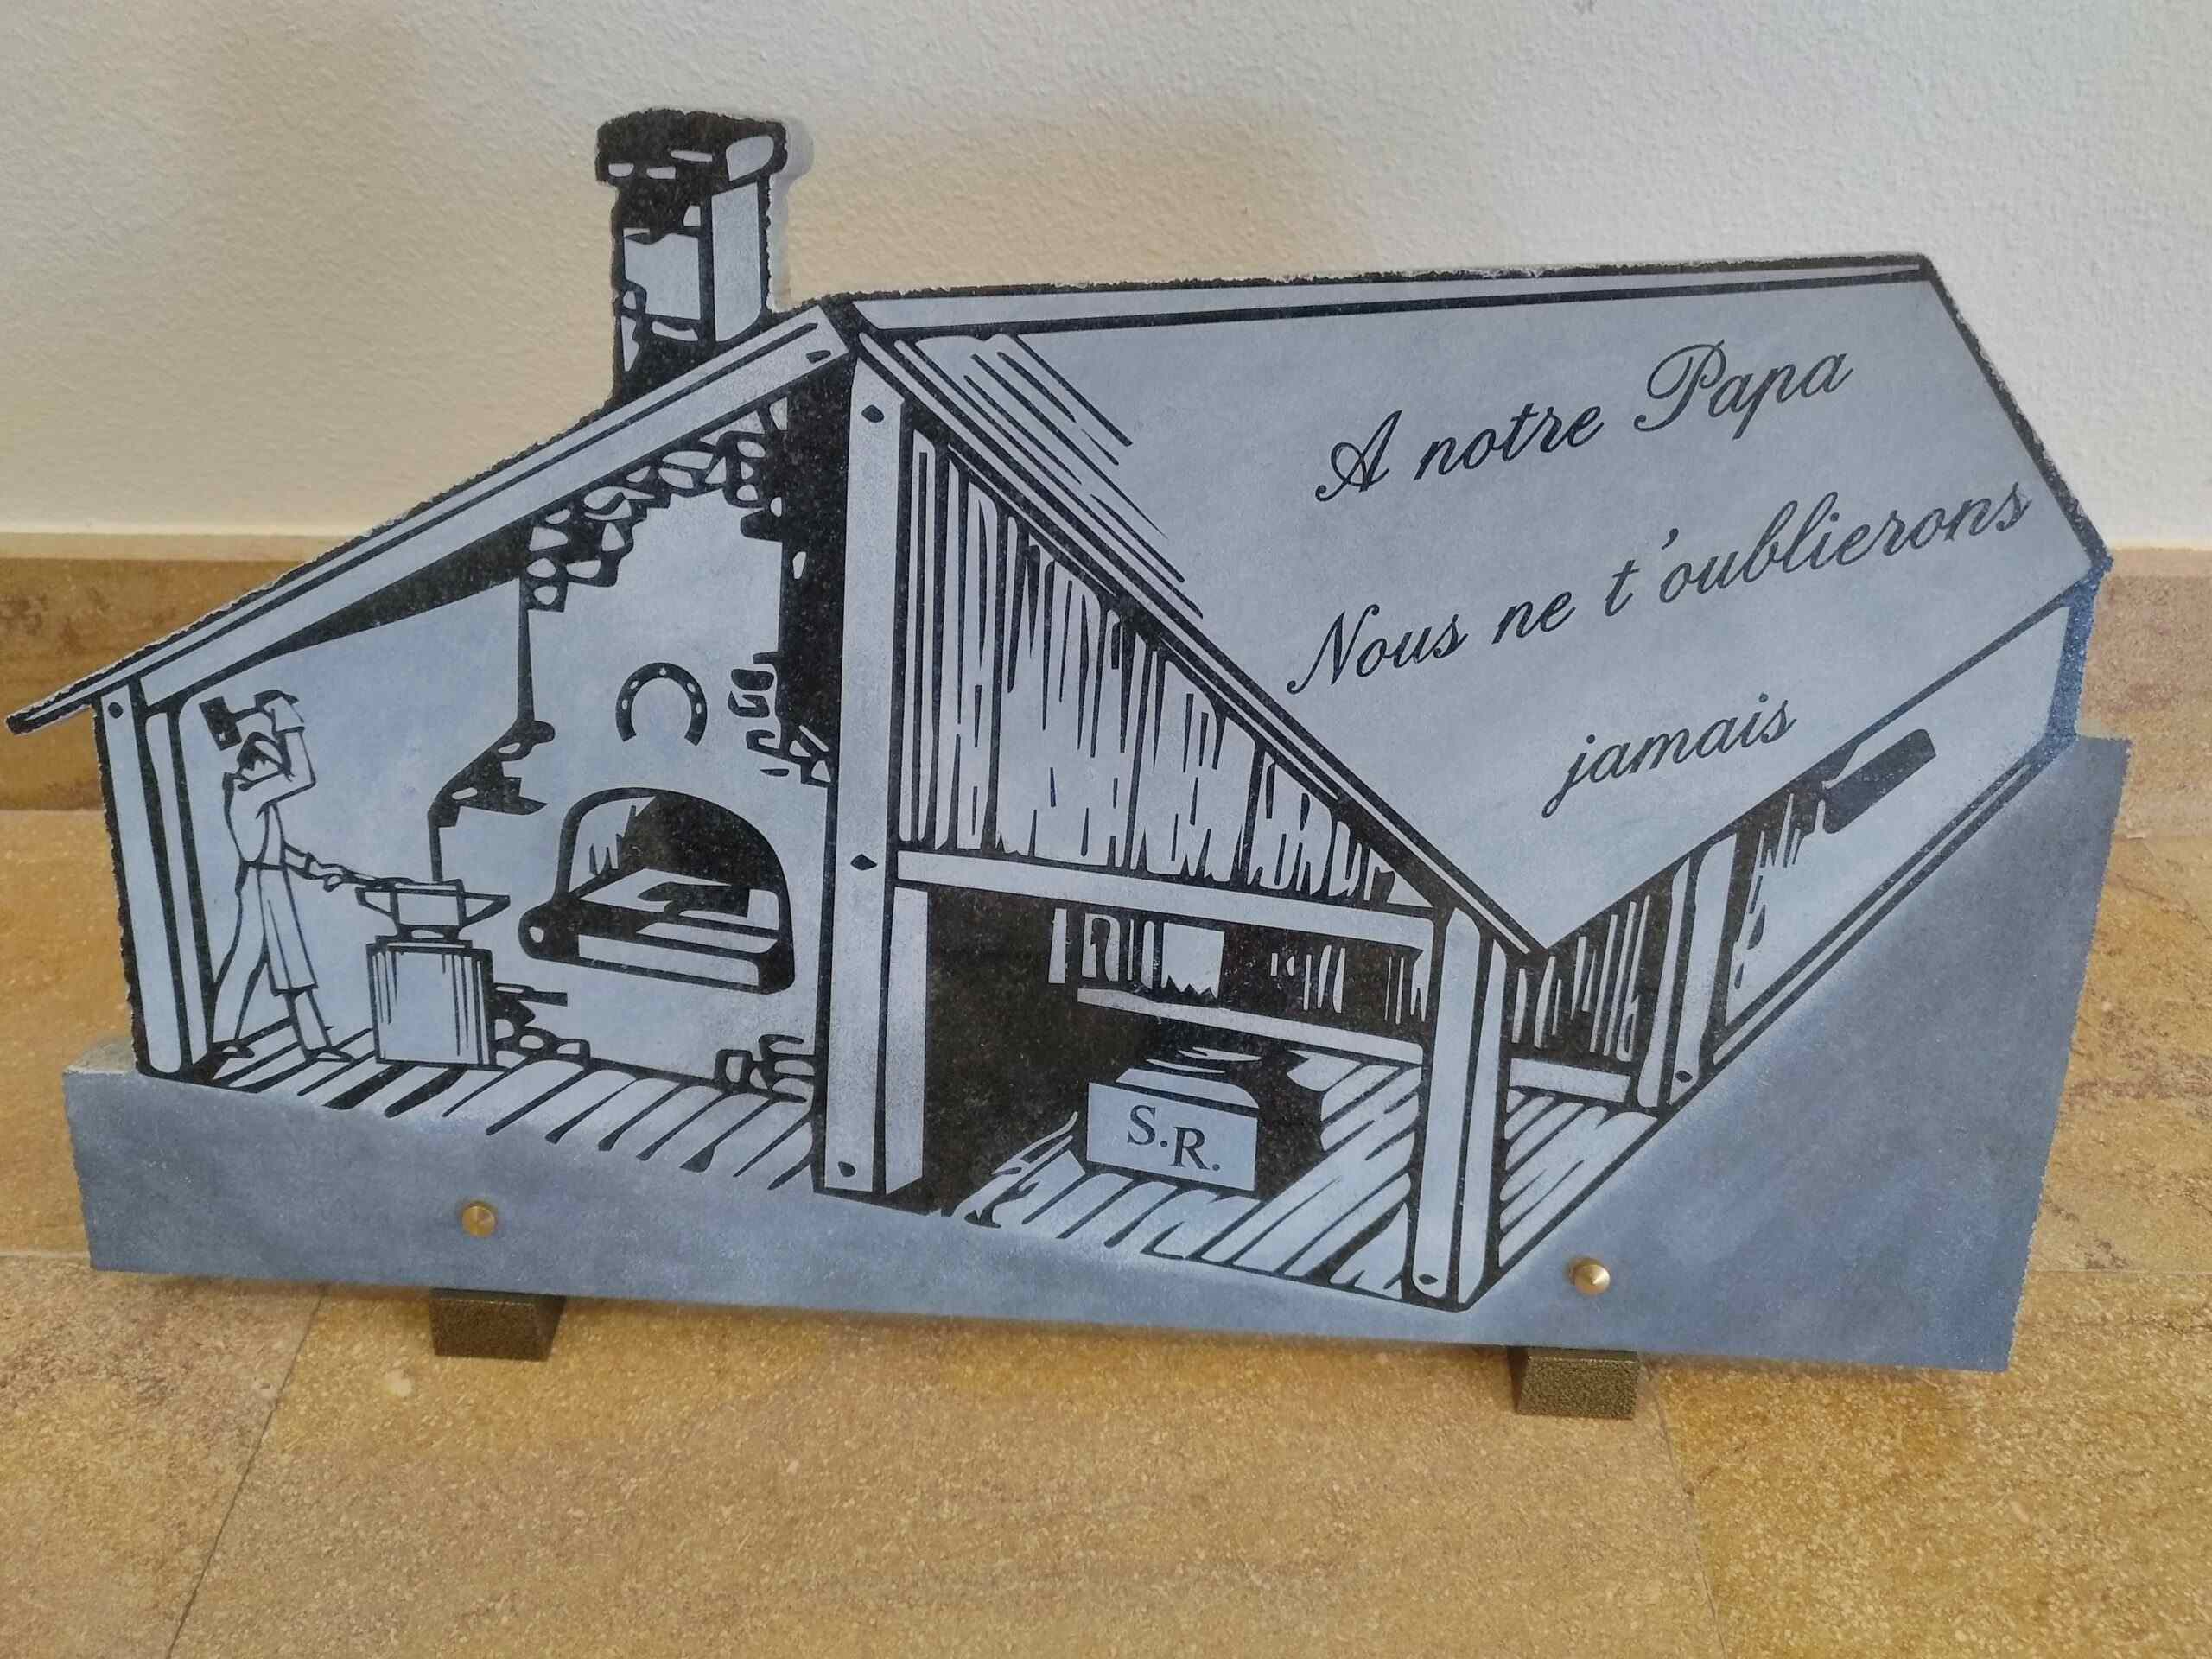 A notre Papa
Nous ne t'oublierons
jamais
S.R.